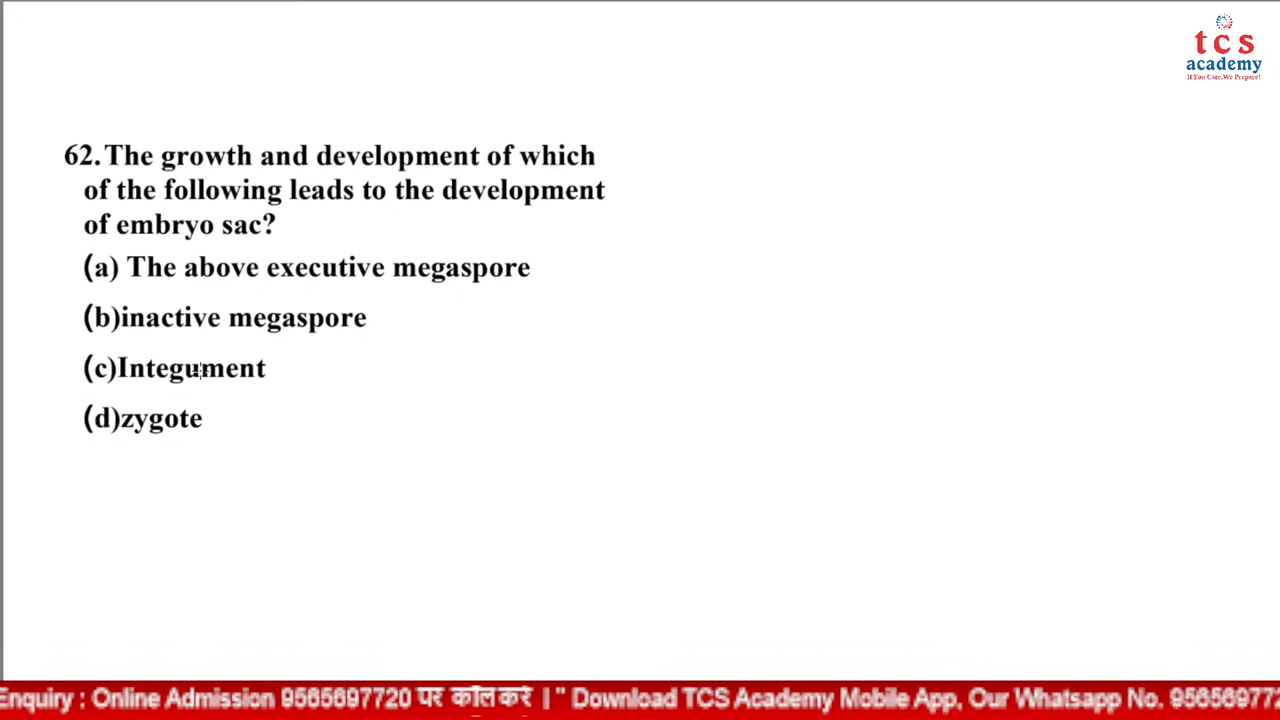 tcs
academy
If You Care,We Prepare!
62.The growth and development of which
of the following leads to the development
of embryo sac?
(a) The above executive megaspore
(b)inactive megaspore
(c)Integument
(d)zygote
Enquiry : Online Admission 9565697720 पर कॉल करें | " Download TCS Academy Mobile App, Our Whatsapp No. 956569772